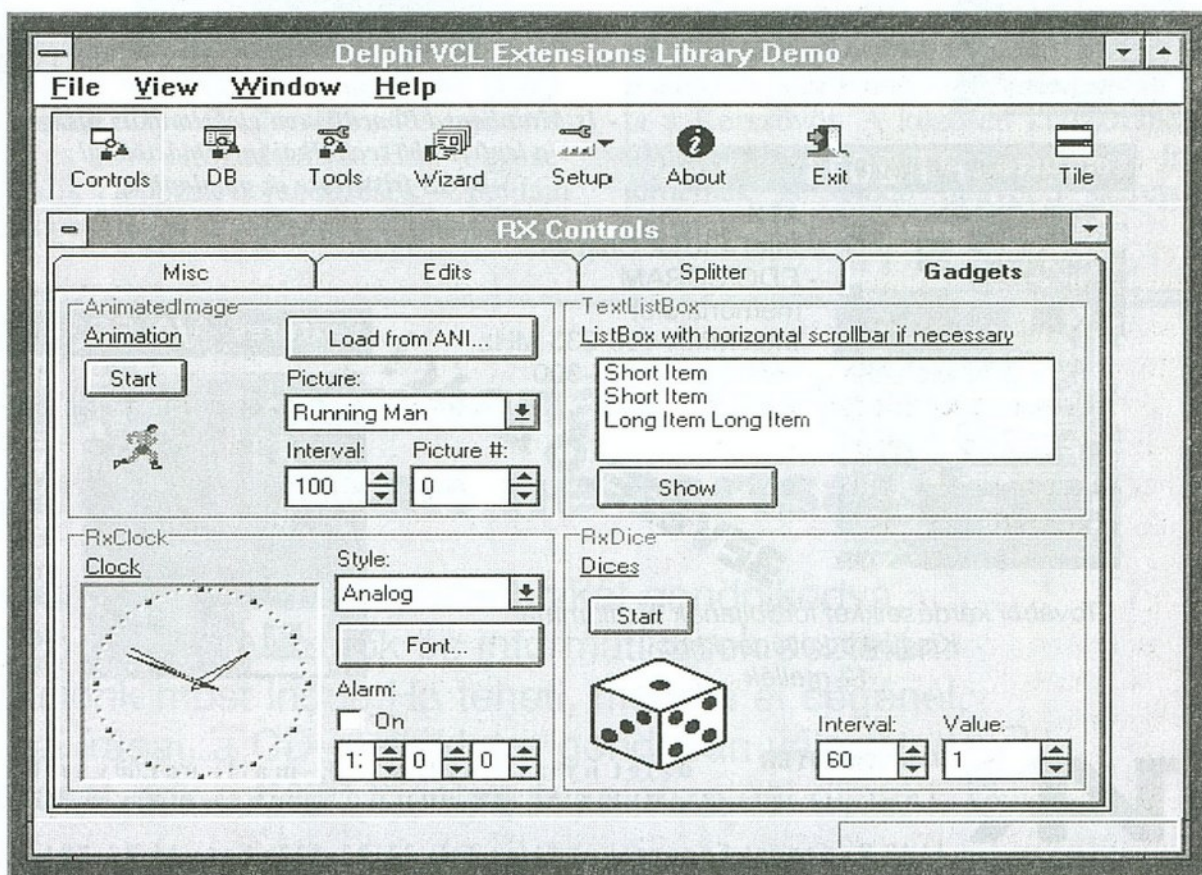 Delphi VCL Extensions Library Demo
File View Window Help
Controls DB Tools Wizard Setup About Exit Tile
RX Controls
Misc Edits Splitter Gadgets
AnimatedImage
Animation
Load from ANI...
Start
Picture:
Running Man
Interval: Picture #:
100 0
TextListBox
ListBox with horizontal scrollbar if necessary
Short Item
Short Item
Long Item Long Item
Show
RxClock
Clock
Style:
Analog
Font...
Alarm:
On
1: 0 0
RxDice
Dices
Start
Interval: Value:
60 1